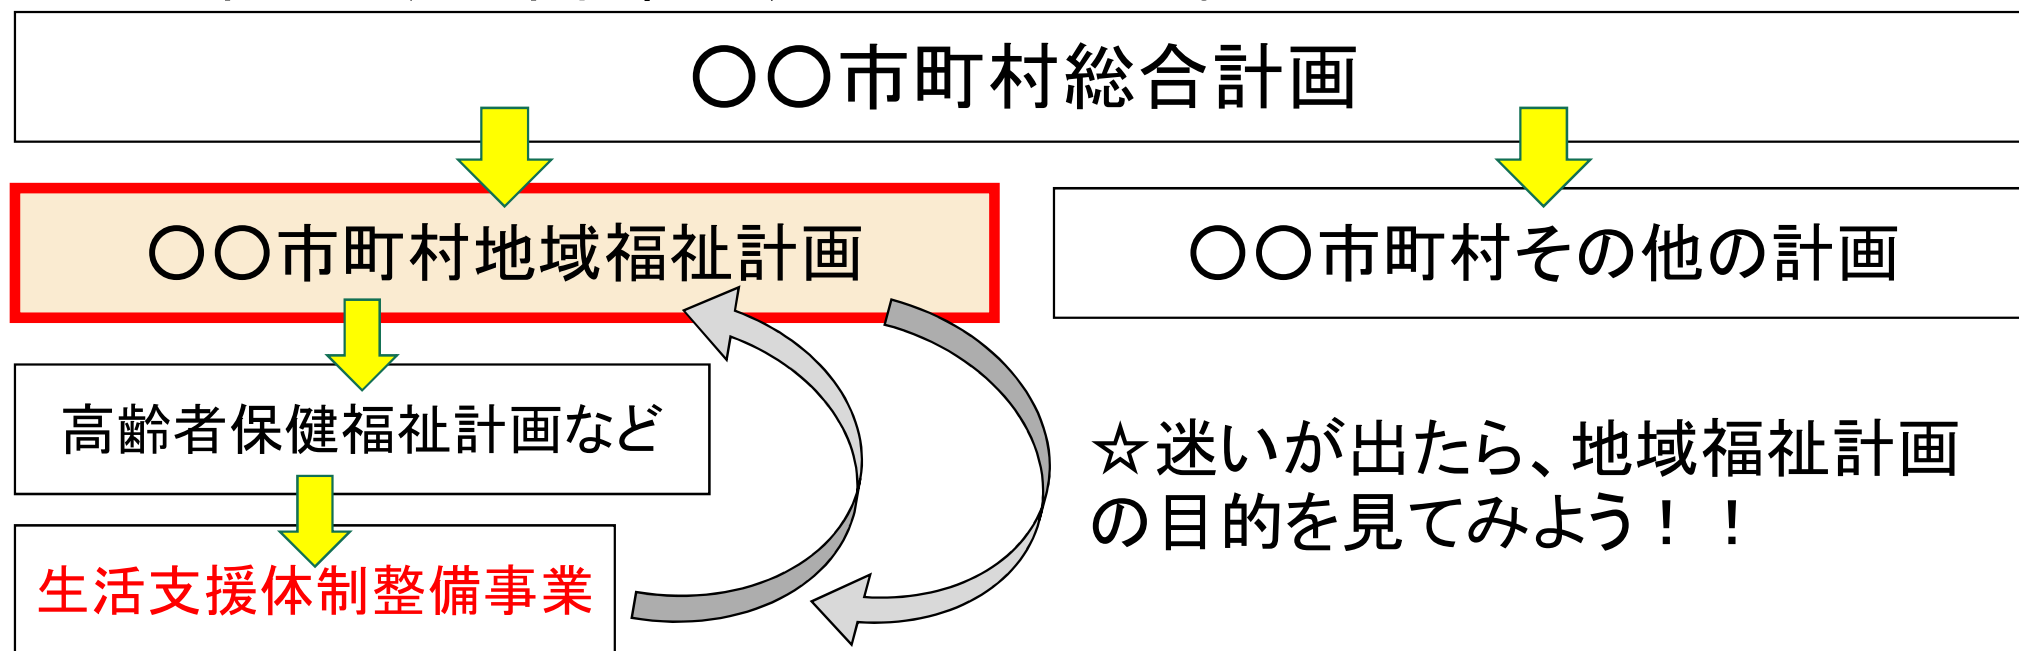 〇〇市町村総合計画
〇〇市町村地域福祉計画
〇〇市町村その他の計画
高齢者保健福祉計画など
☆迷いが出たら、地域福祉計画
の目的を見てみよう！！
生活支援体制整備事業